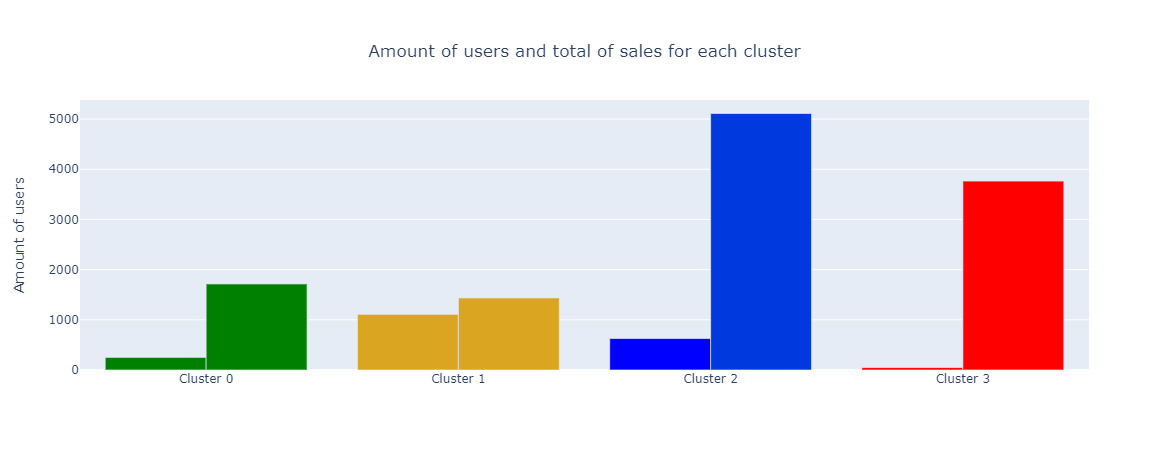 Amount of users and total of sales for each cluster
Amount of users
5000
4000
3000
2000
1000
0
Cluster 0 Cluster 1 Cluster 2 Cluster 3